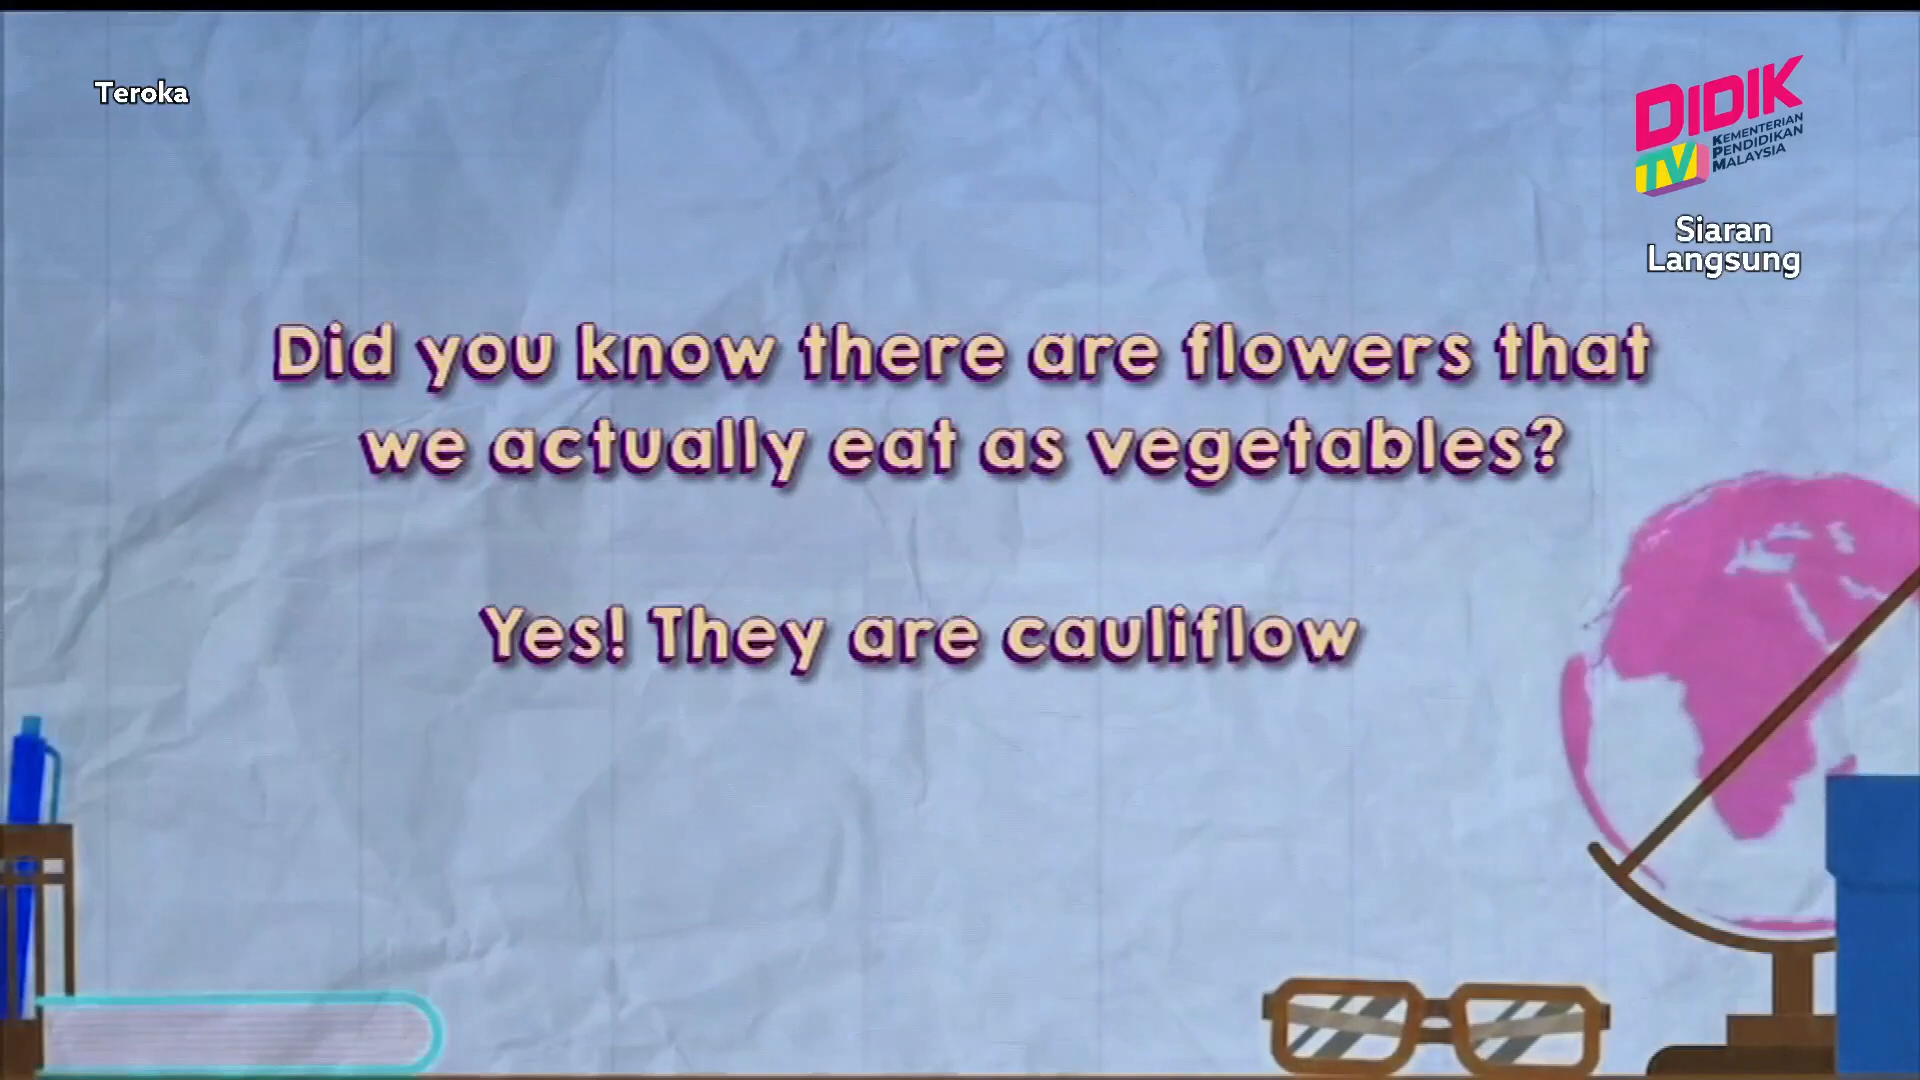 Teroka
DIDIK
TV
KEMENTERIAN
PENDIDIKAN
MALAYSIA
Siaran
Langsung
Did you know there are flowers that
we actually eat as vegetables?
Yes! They are cauliflow